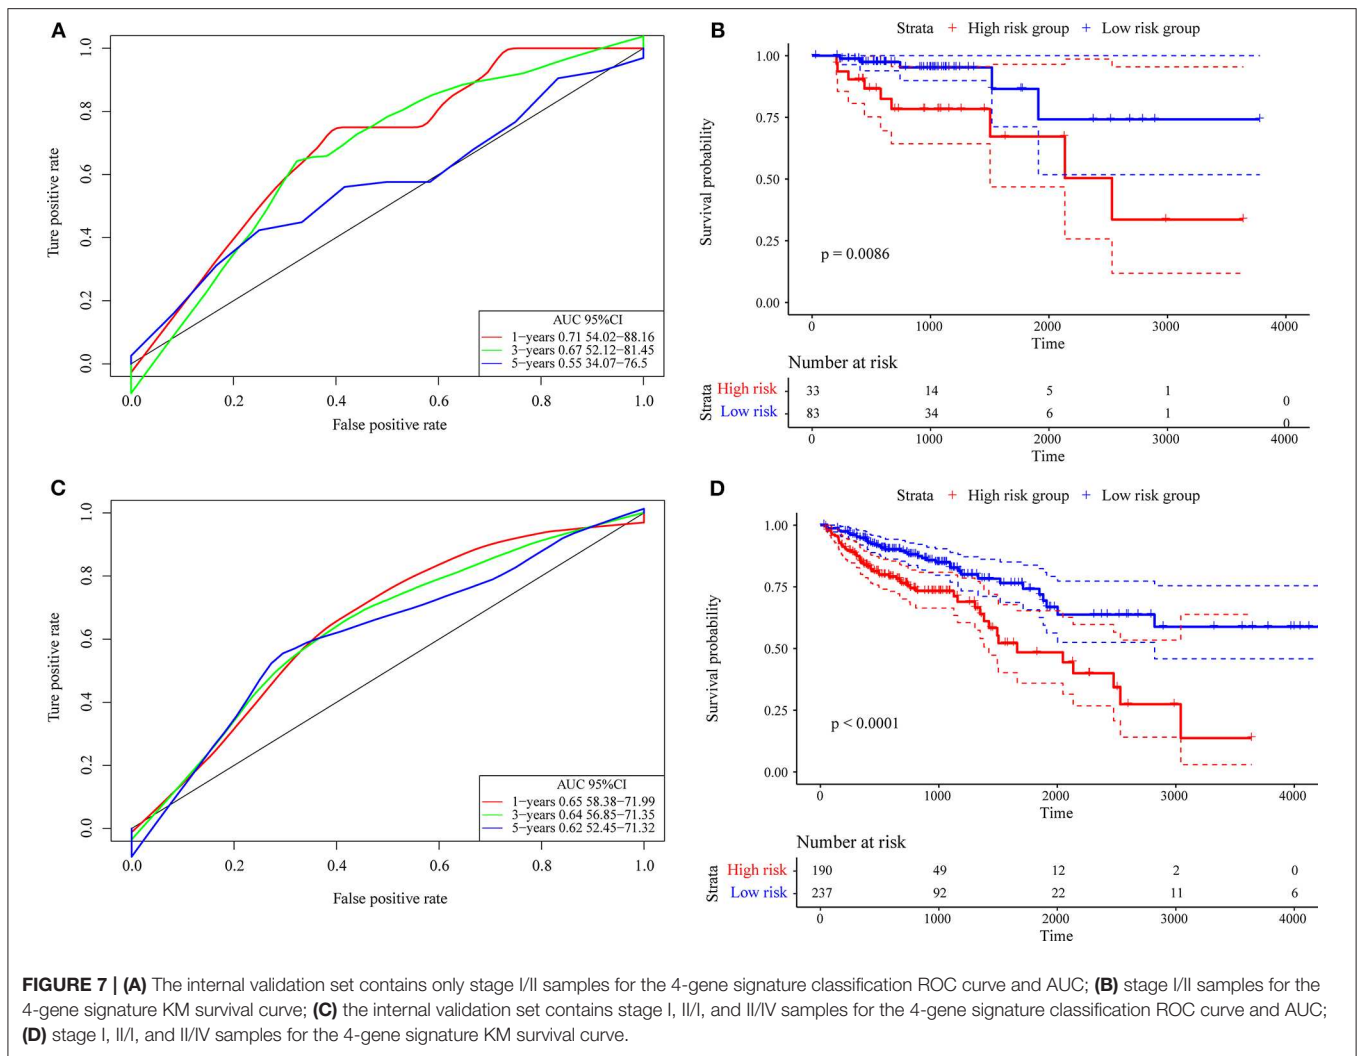 A
1.0
0.8
0.6
0.4
0.2
0.0
Ture positive rate
AUC 95%CI
1−years 0.71 54.02−88.16
3−years 0.67 52.12−81.45
5−years 0.55 34.07−76.5
0.0 0.2 0.4 0.6 0.8 1.0
False positive rate
B
Strata High risk group Low risk group
1.00
0.75
0.50
0.25
0.00
Survival probability
p = 0.0086
0 1000 2000 3000 4000
Time
Number at risk
Strata
High risk 33 14 5 1 0
Low risk 83 34 6 1 0
0 1000 2000 3000 4000
Time
C
1.0
0.8
0.6
0.4
0.2
0.0
Ture positive rate
AUC 95%CI
1−years 0.65 58.38−71.99
3−years 0.64 56.85−71.35
5−years 0.62 52.45−71.32
0.0 0.2 0.4 0.6 0.8 1.0
False positive rate
D
Strata High risk group Low risk group
1.00
0.75
0.50
0.25
0.00
Survival probability
p < 0.0001
0 1000 2000 3000 4000
Time
Number at risk
Strata
High risk 190 49 12 2 0
Low risk 237 92 22 11 6
0 1000 2000 3000 4000
Time
FIGURE 7 | (A) The internal validation set contains only stage I/II samples for the 4-gene signature classification ROC curve and AUC; (B) stage I/II samples for the
4-gene signature KM survival curve; (C) the internal validation set contains stage I, II/I, and II/IV samples for the 4-gene signature classification ROC curve and AUC;
(D) stage I, II/I, and II/IV samples for the 4-gene signature KM survival curve.